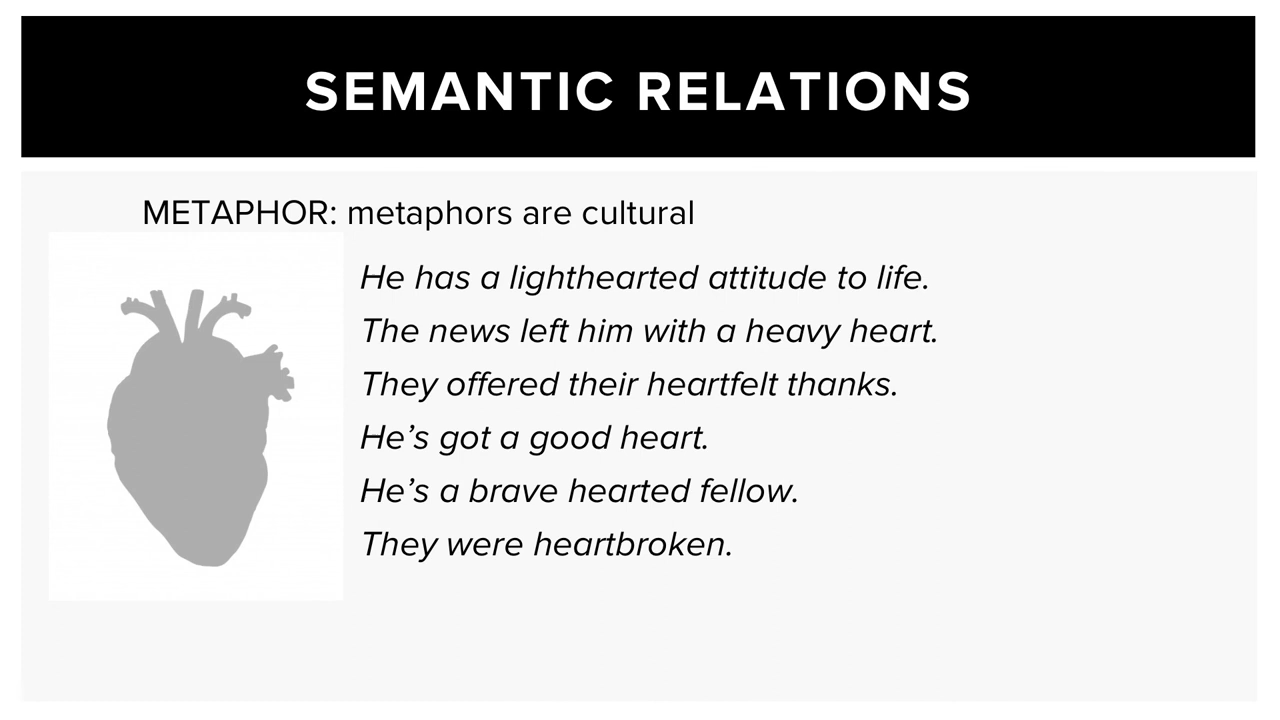 SEMANTIC RELATIONS
METAPHOR: metaphors are cultural
He has a lighthearted attitude to life.
The news left him with a heavy heart.
They offered their heartfelt thanks.
He’s got a good heart.
He’s a brave hearted fellow.
They were heartbroken.